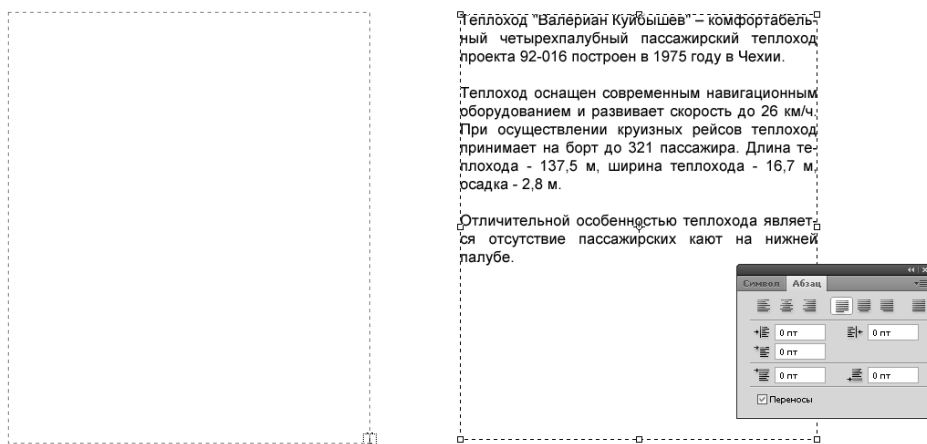 Теплоход "Валериан Куйбышев" – комфортабель-
ный четырехпалубный пассажирский теплоход
проекта 92-016 построен в 1975 году в Чехии.
Теплоход оснащен современным навигационным
оборудованием и развивает скорость до 26 км/ч.
При осуществлении круизных рейсов теплоход
принимает на борт до 321 пассажира. Длина те-
плохода - 137,5 м, ширина теплохода - 16,7 м,
осадка - 2,8 м.
Отличительной особенностью теплохода являет-
ся отсутствие пассажирских кают на нижней
палубе.
Символ Абзац
0 пт 0 пт
0 пт
0 пт 0 пт
Переносы